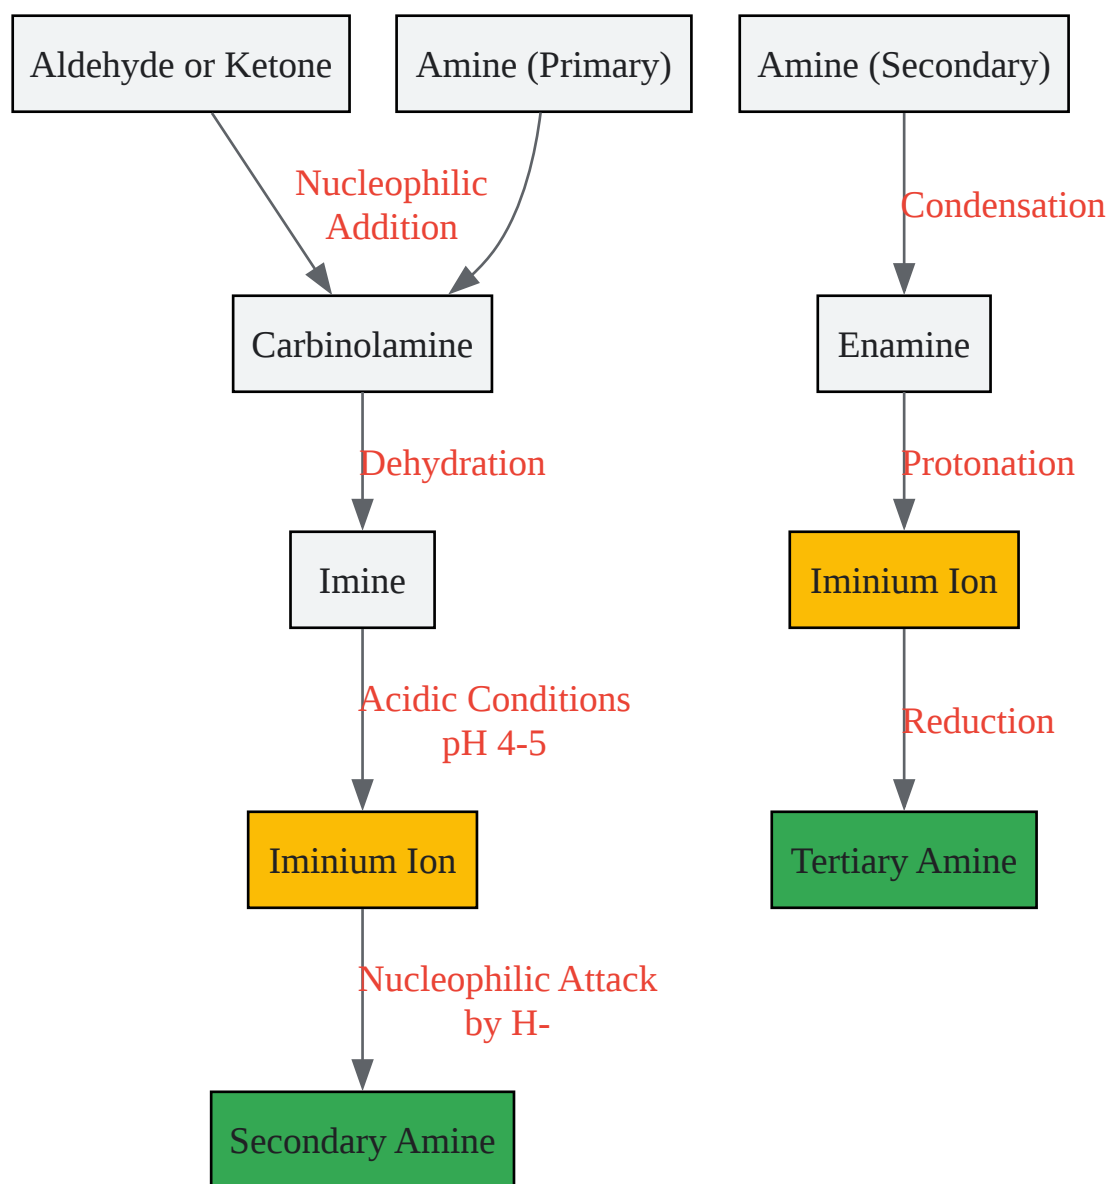 Aldehyde or Ketone
Amine (Primary)
Amine (Secondary)
Nucleophilic
Addition
Condensation
Carbinolamine
Enamine
Dehydration
Protonation
Imine
Iminium Ion
Acidic Conditions
pH 4-5
Reduction
Iminium Ion
Tertiary Amine
Nucleophilic Attack
by H-
Secondary Amine